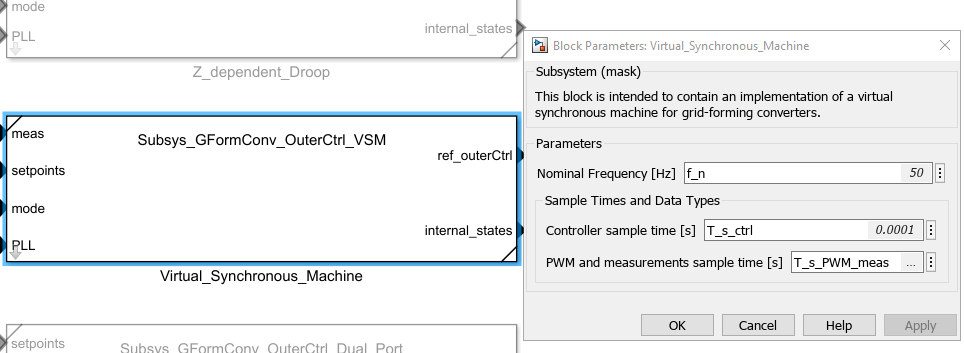 mode
PLL
internal_states
Z_dependent_Droop
meas
setpoints
mode
PLL
Subsys_GFormConv_OuterCtrl_VSM
ref_outerCtrl
internal_states
Virtual_Synchronous_Machine
setpoints
Subsys_GFormConv_OuterCtrl_Dual_Port
Block Parameters: Virtual_Synchronous_Machine
Subsystem (mask)
This block is intended to contain an implementation of a virtual
synchronous machine for grid-forming converters.
Parameters
Nominal Frequency [Hz] f_n 50
Sample Times and Data Types
Controller sample time [s] T_s_ctrl 0.0001
PWM and measurements sample time [s] T_s_PWM_meas ...
OK Cancel Help Apply